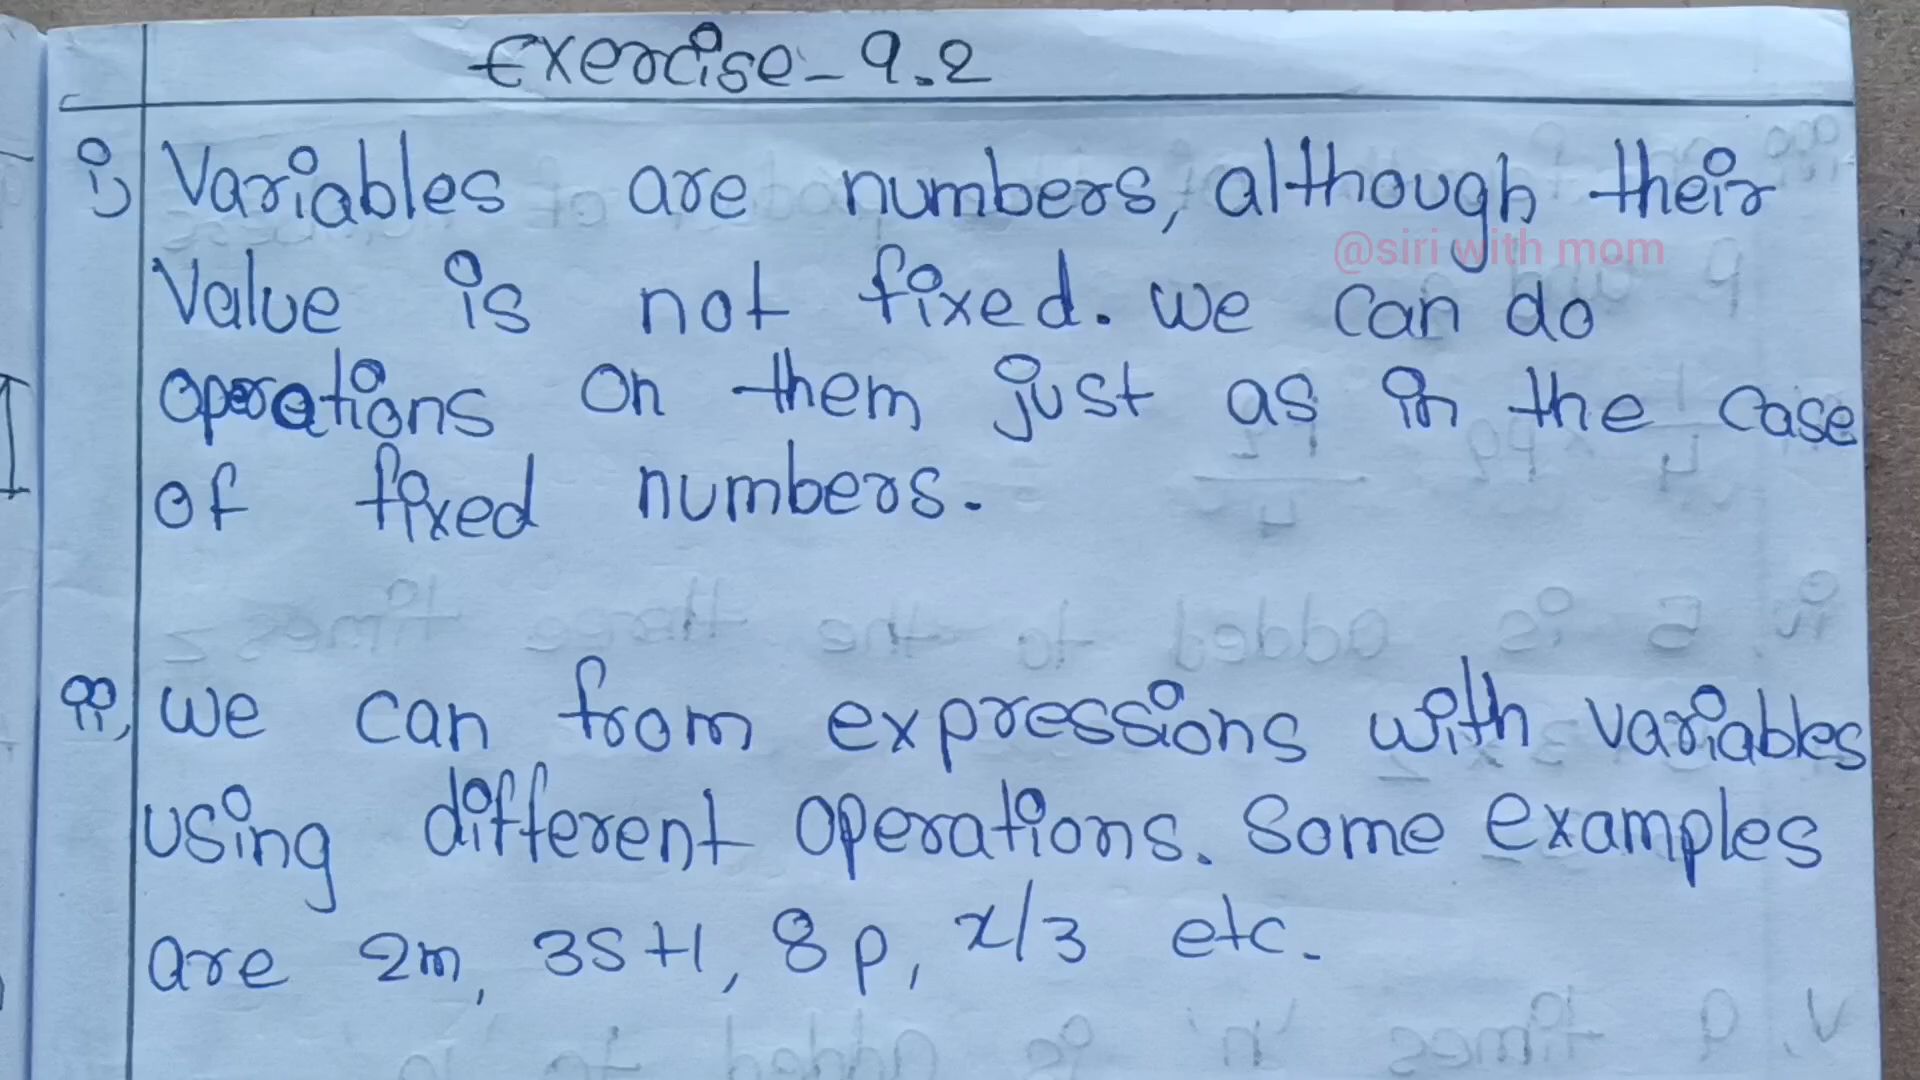 Exercise - 9.2
i) Variables are numbers, although their
@siri with mom
Value is not fixed. we can do
operations on them just as in the case
of fixed numbers.
ii, we can from expressions with variables
using different operations. Some examples
are 2m, 3s+1, 8p, x/3 etc.